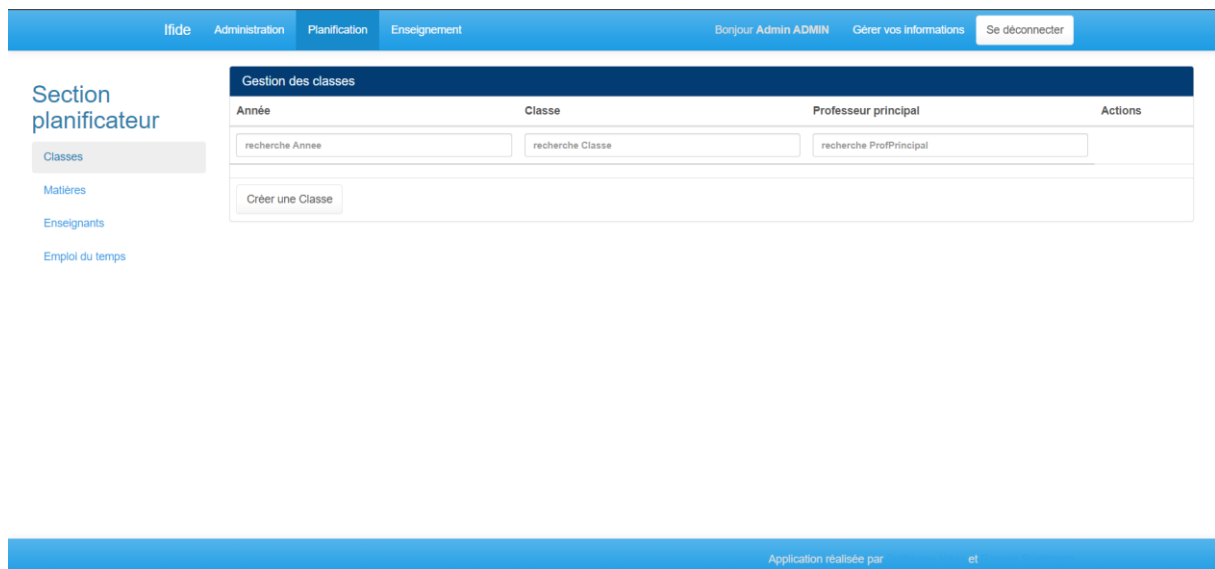 Ifide Administration Planification Enseignement Bonjour Admin ADMIN Gérer vos informations Se déconnecter
Section
planificateur
Classes
Matières
Enseignants
Emploi du temps
Gestion des classes
Année Classe Professeur principal Actions
recherche Annee recherche Classe recherche ProfPrincipal
Créer une Classe
Application réalisée par et